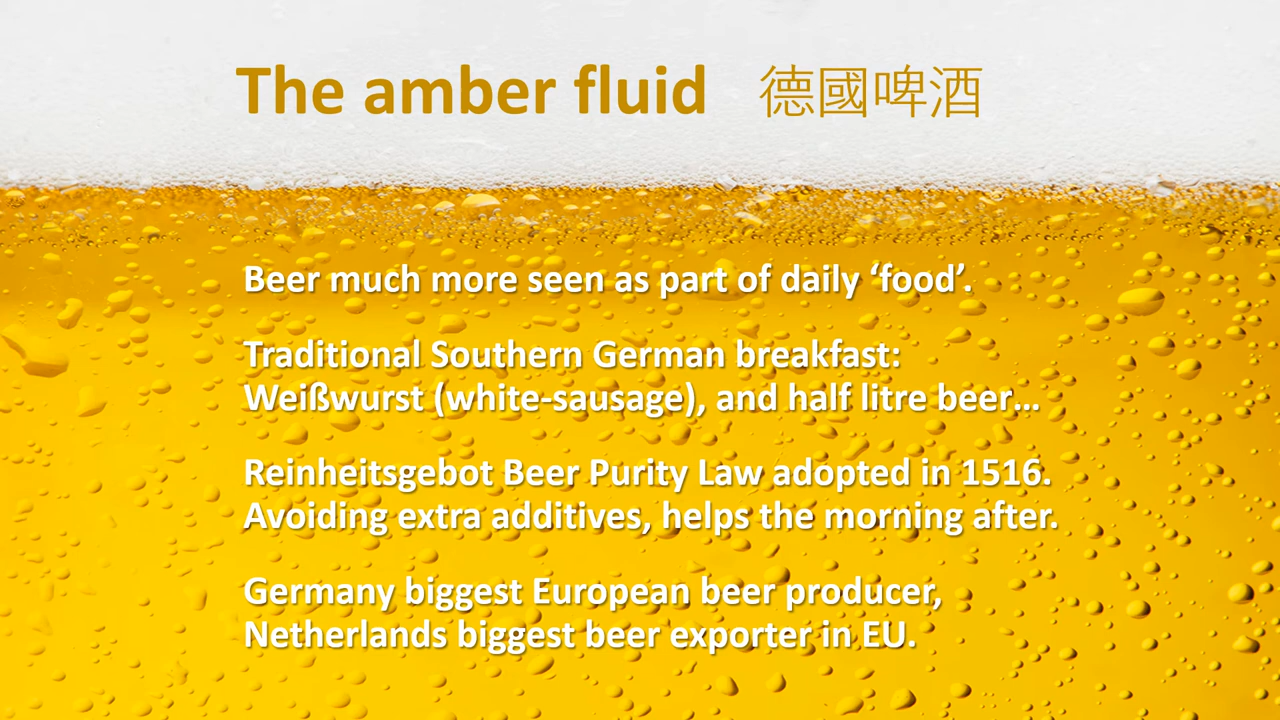 The amber fluid 德國啤酒
Beer much more seen as part of daily ‘food’.
Traditional Southern German breakfast:
Weißwurst (white-sausage), and half litre beer…
Reinheitsgebot Beer Purity Law adopted in 1516.
Avoiding extra additives, helps the morning after.
Germany biggest European beer producer,
Netherlands biggest beer exporter in EU.